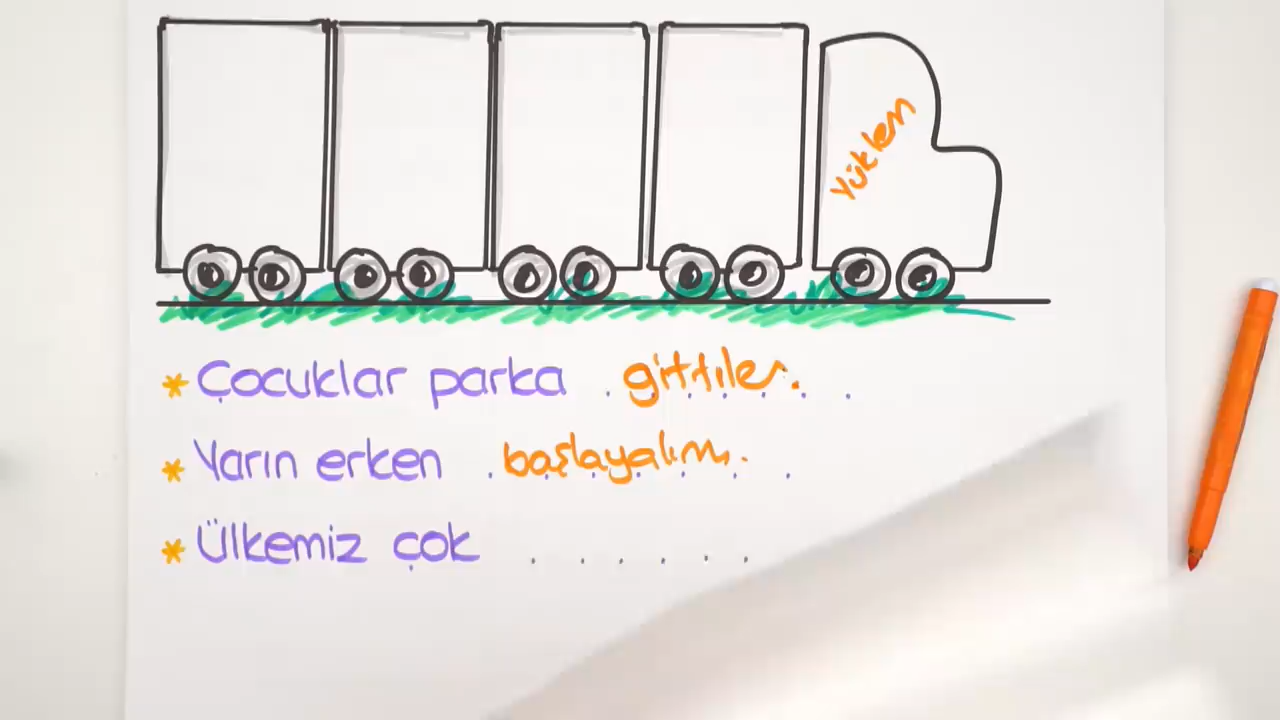 Yüklem
* Çocuklar parka .gittiler. . . . . .
* Yarın erken .başlayalım. . . . . .
* Ülkemiz çok . . . . .